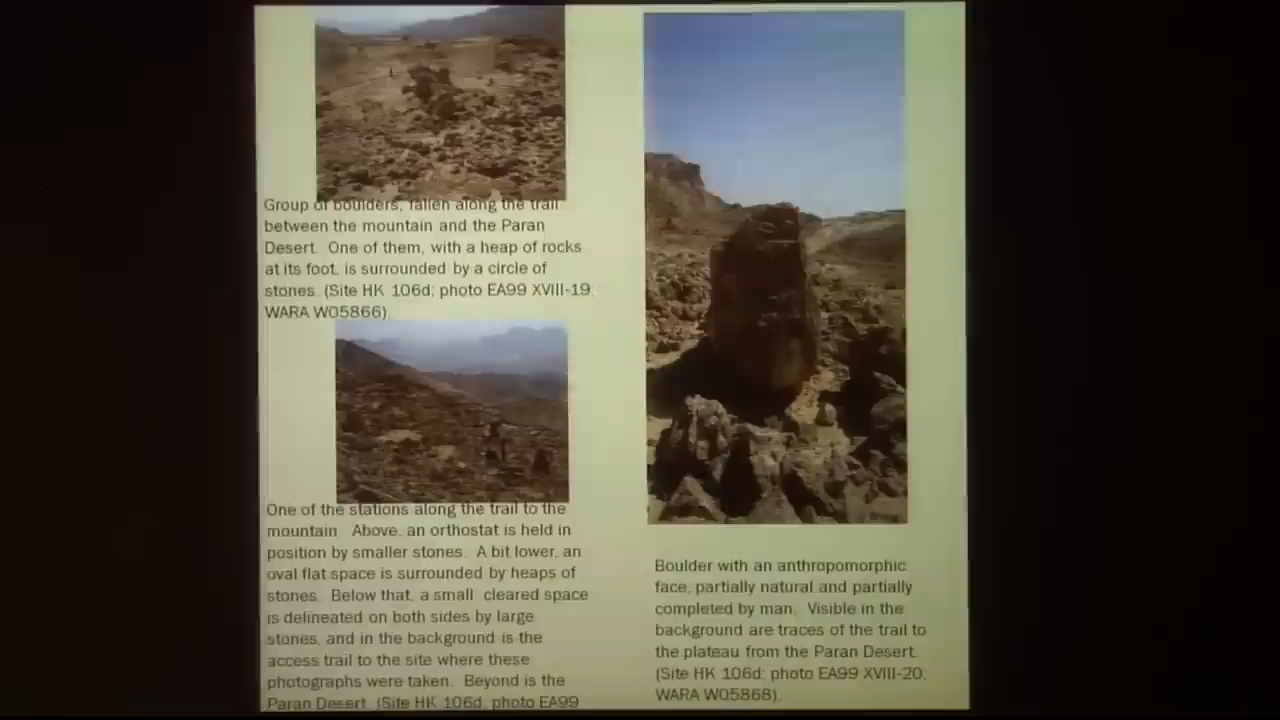 Group of boulders, fallen along the trail
between the mountain and the Paran
Desert. One of them, with a heap of rocks
at its foot, is surrounded by a circle of
stones. (Site HK 106d; photo EA99 XVIII-19;
WARA W05866).
One of the stations along the trail to the
mountain. Above, an orthostat is held in
position by smaller stones. A bit lower, an
oval flat space is surrounded by heaps of
stones. Below that, a small cleared space
is delineated on both sides by large
stones, and in the background is the
access trail to the site where these
photographs were taken. Beyond is the
Paran Desert. (Site HK 106d, photo EA99
Boulder with an anthropomorphic
face, partially natural and partially
completed by man. Visible in the
background are traces of the trail to
the plateau from the Paran Desert.
(Site HK 106d; photo EA99 XVIII-20;
WARA W05868).